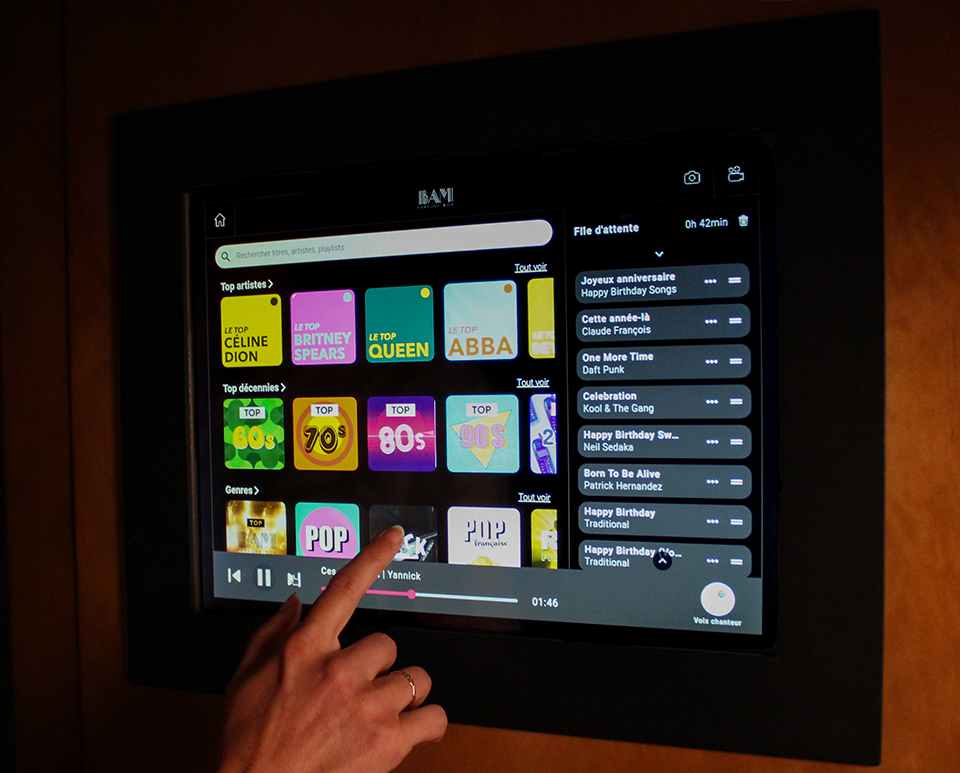 BAM
Rechercher titres, artistes, playlists
Top artistes
Tout voir
LE TOP
CÉLINE
DION
LE TOP
BRITNEY
SPEARS
LE TOP
QUEEN
LE TOP
ABBA
Top décennies
Tout voir
TOP
60s
TOP
70s
TOP
80s
TOP
90s
Genres
Tout voir
TOP
BAM
POP
POP
française
Ces
| Yannick
01:46
File d'attente
0h 42min
Joyeux anniversaire
Happy Birthday Songs
Cette année-là
Claude François
One More Time
Daft Punk
Celebration
Kool & The Gang
Happy Birthday Sw...
Neil Sedaka
Born To Be Alive
Patrick Hernandez
Happy Birthday
Traditional
Happy Birthday
Traditional
Voix chanteur